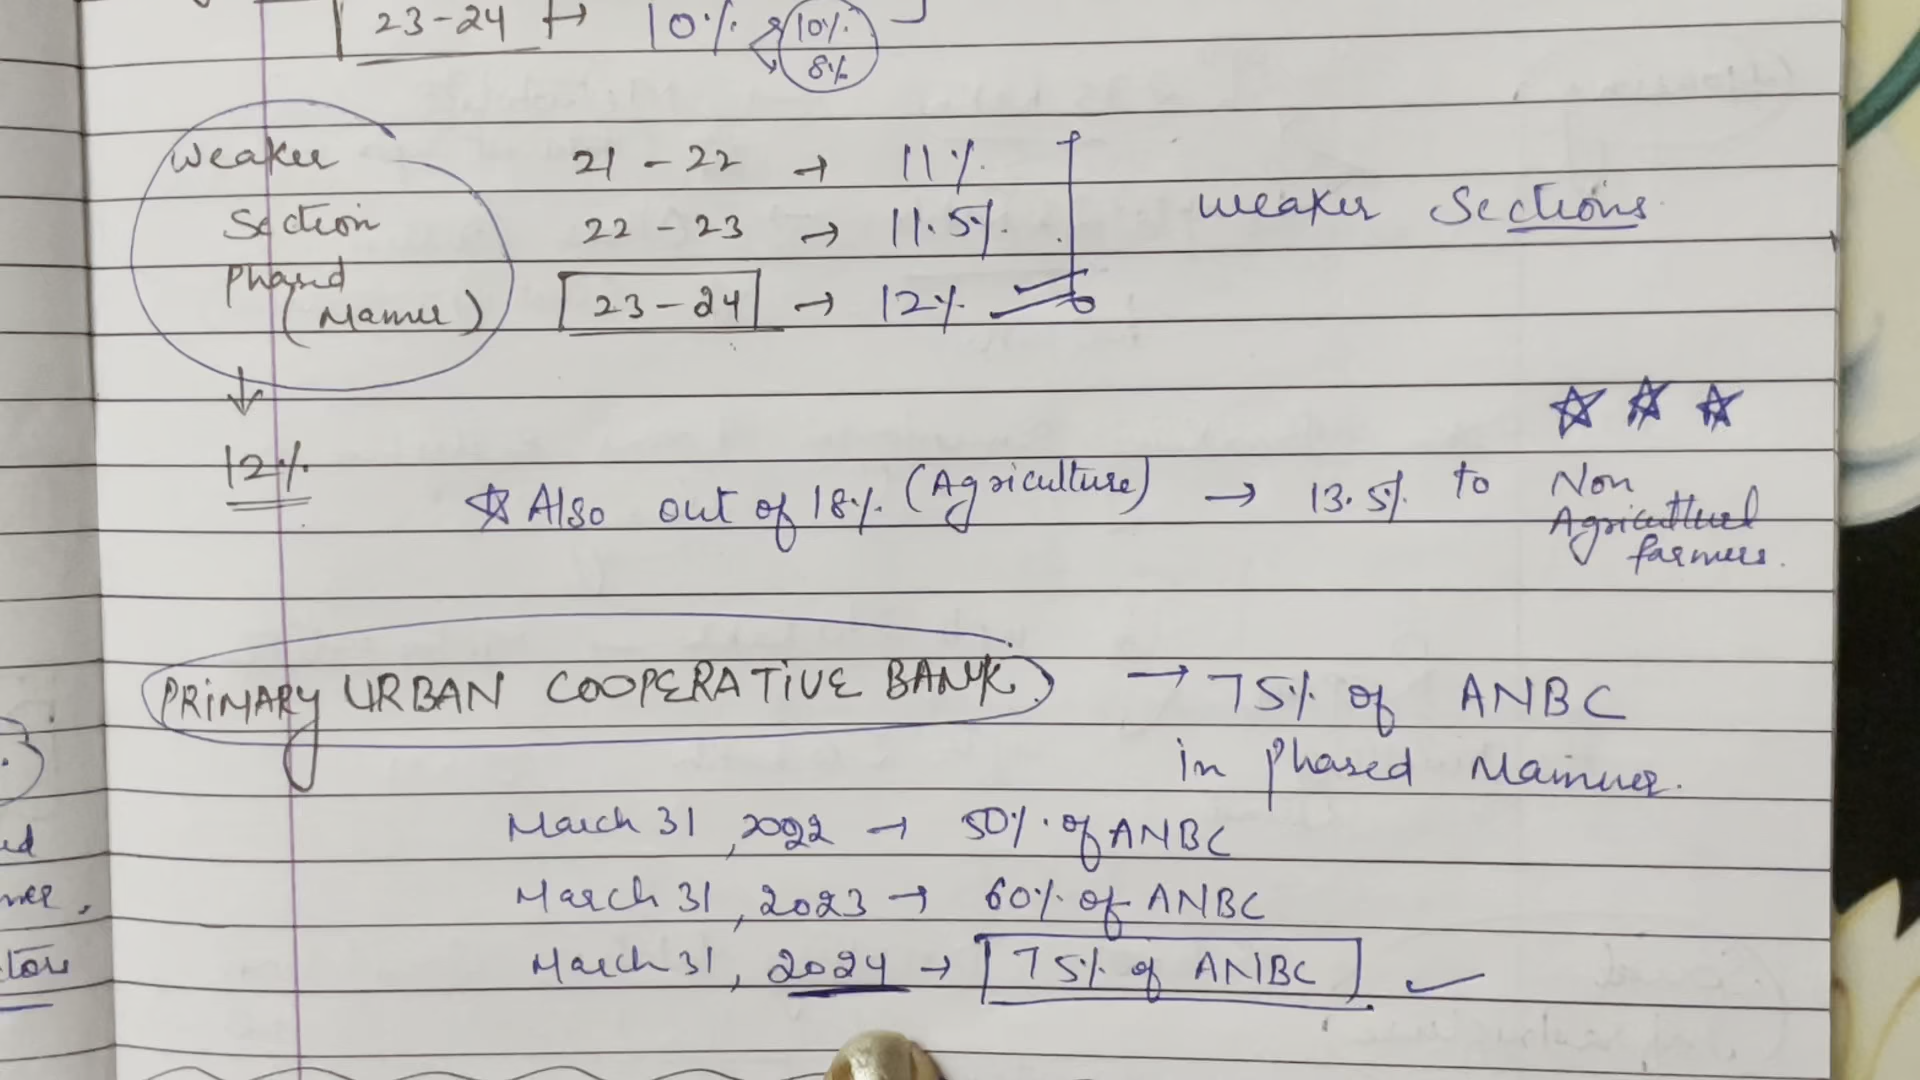 23-24 → 10% 10%
8%
Weaker 21 - 22 → 11%
Section 22 - 23 → 11.5% Weaker Sections
Phased
(Manner) 23-24 → 12%
↓
12%
☆ Also out of 18% (Agriculture) → 13.5% to Non
Agricultural
farmers.
PRIMARY URBAN COOPERATIVE BANK → 75% of ANBC
in Phased Manner.
March 31, 2022 → 50% of ANBC
March 31, 2023 → 60% of ANBC
March 31, 2024 → 75% of ANBC ✓